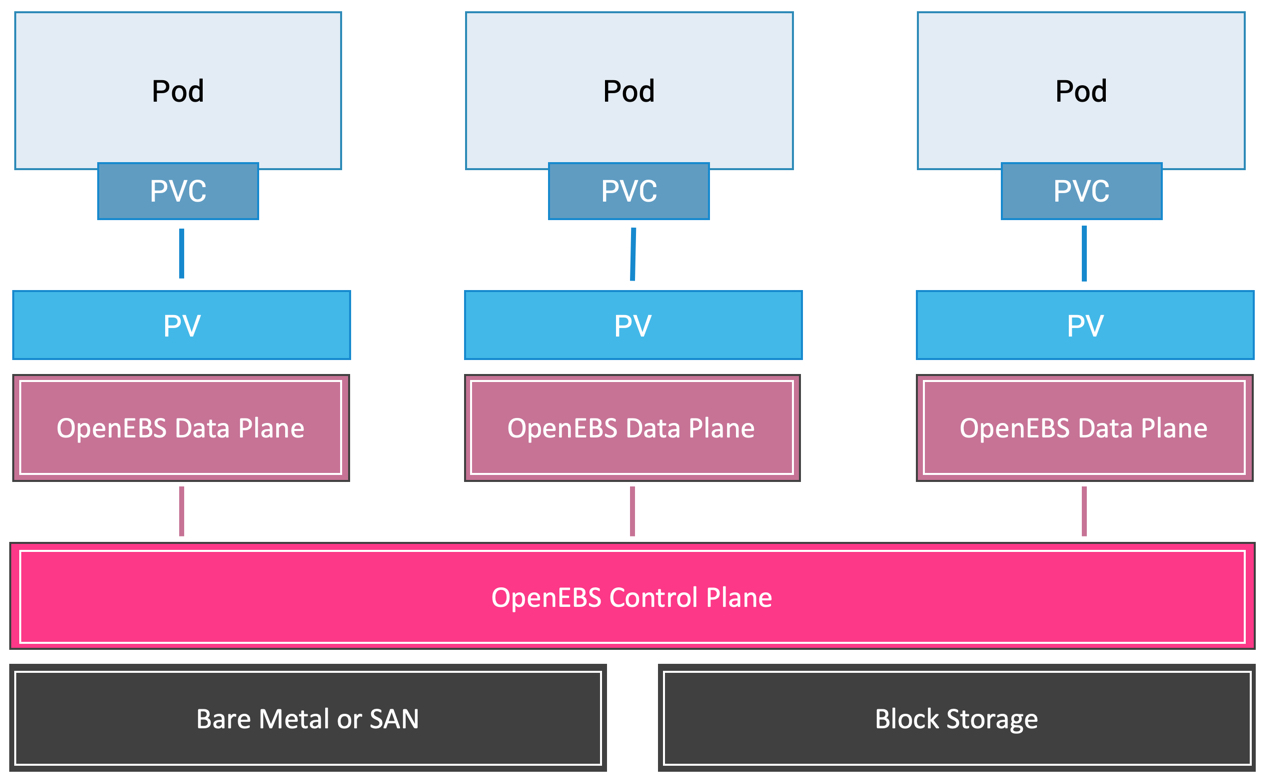 Pod
Pod
Pod
PVC
PVC
PVC
PV
PV
PV
OpenEBS Data Plane
OpenEBS Data Plane
OpenEBS Data Plane
OpenEBS Control Plane
Bare Metal or SAN
Block Storage